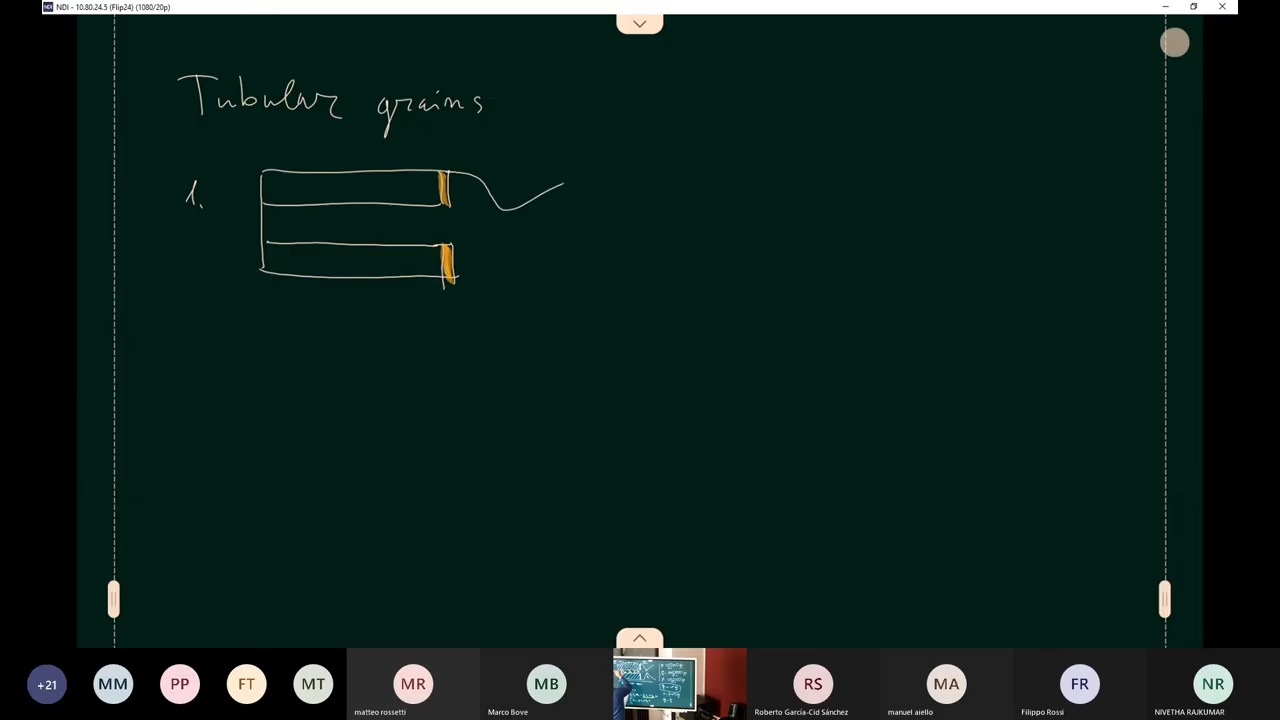 NDI - 10.80.24.5 (Flip24) (1080/20p)
Tubular grains
1.
+21
MM
PP
FT
MT
MR
MB
RS
MA
FR
NR
matteo rossetti
Marco Bove
Roberto García-Cid Sánchez
manuel aiello
Filippo Rossi
NIVETHA RAJKUMAR